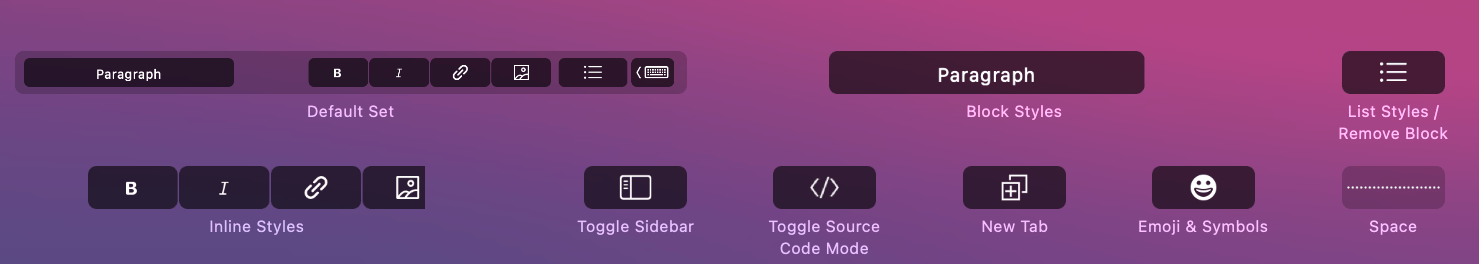 Paragraph B I
Default Set
Paragraph
Block Styles
List Styles /
Remove Block
B I
Inline Styles
Toggle Sidebar
</>
Toggle Source
Code Mode
New Tab
Emoji & Symbols
Space